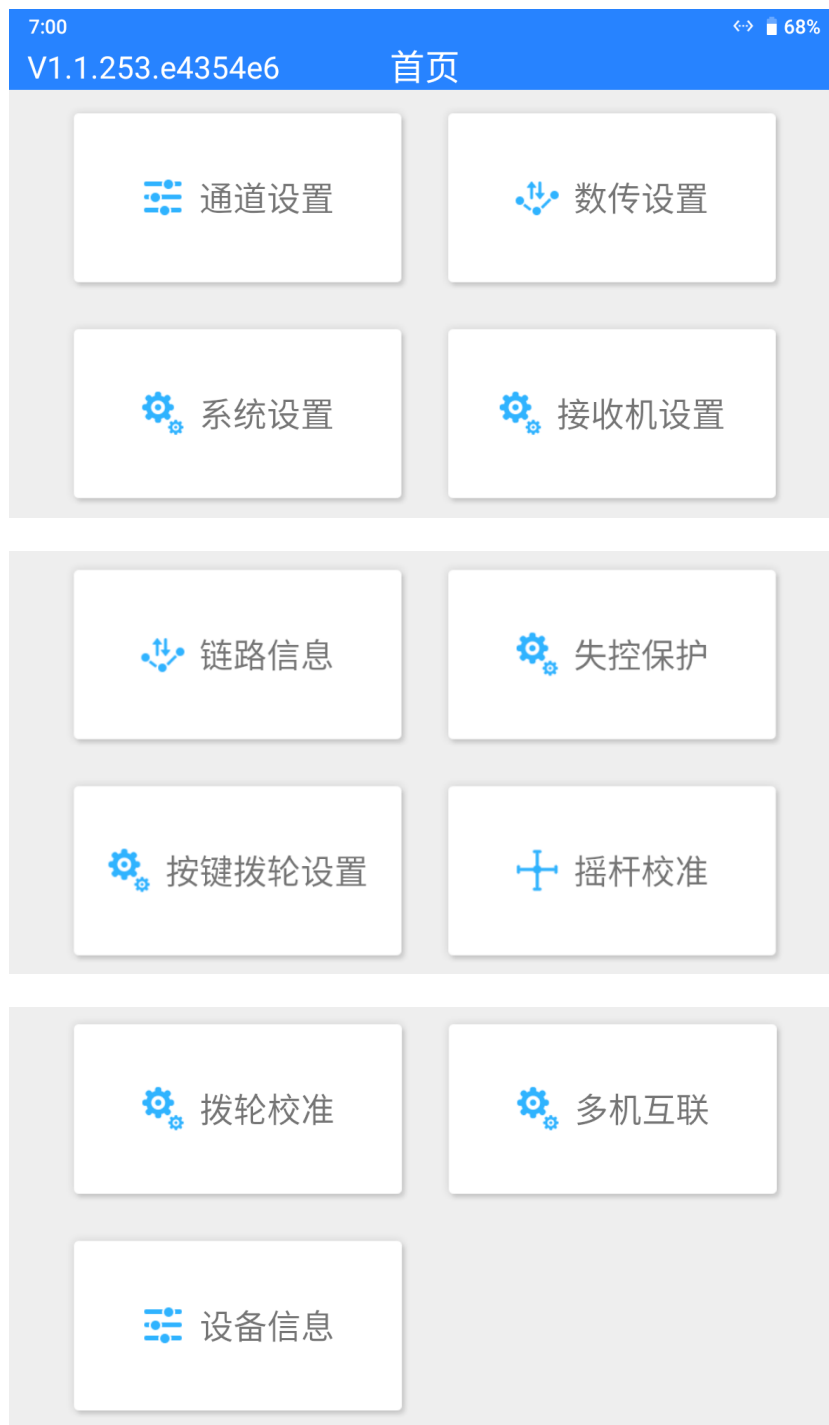 7:00 68%
V1.1.253.e4354e6 首页
通道设置 数传设置
系统设置 接收机设置
链路信息 失控保护
按键拨轮设置 摇杆校准
拨轮校准 多机互联
设备信息